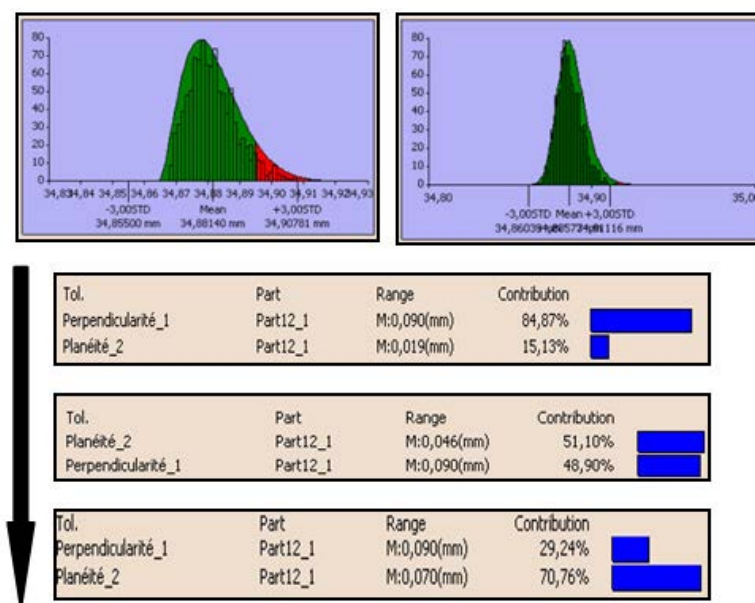 80
70
60
50
40
30
20
10
0
34,83 34,84 34,85 34,86 34,87 34,88 34,89 34,90 34,91 34,92 34,93
-3,00STD Mean +3,00STD
34,85500 mm 34,88140 mm 34,90781 mm
80
70
60
50
40
30
20
10
0
34,80 34,90 35,00
-3,00STD Mean +3,00STD
Tol. Part Range Contribution
Perpendicularité_1 Part12_1 M:0,090(mm) 84,87%
Planéité_2 Part12_1 M:0,019(mm) 15,13%
Tol. Part Range Contribution
Planéité_2 Part12_1 M:0,046(mm) 51,10%
Perpendicularité_1 Part12_1 M:0,090(mm) 48,90%
Tol. Part Range Contribution
Perpendicularité_1 Part12_1 M:0,090(mm) 29,24%
Planéité_2 Part12_1 M:0,070(mm) 70,76%